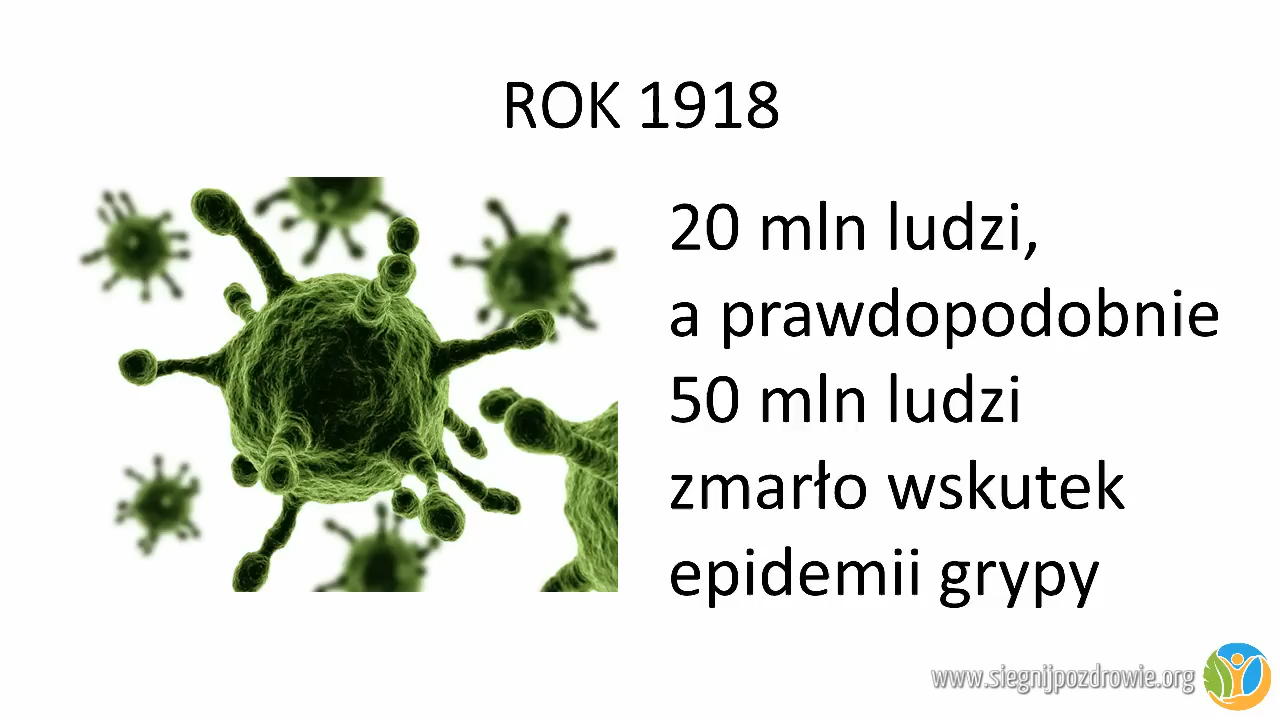 ROK 1918
20 mln ludzi,
a prawdopodobnie
50 mln ludzi
zmarło wskutek
epidemii grypy
www.siegnijpozdrowie.org